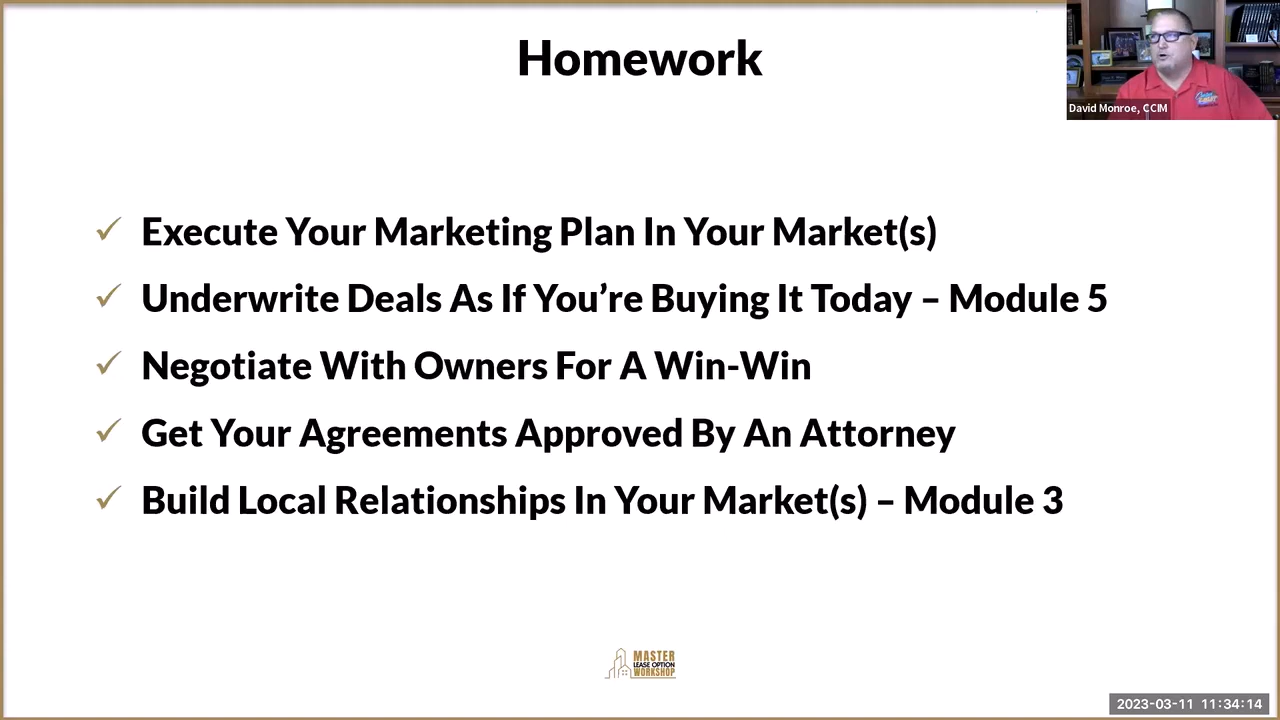 Homework
David Monroe, CCIM
✓ Execute Your Marketing Plan In Your Market(s)
✓ Underwrite Deals As If You’re Buying It Today – Module 5
✓ Negotiate With Owners For A Win-Win
✓ Get Your Agreements Approved By An Attorney
✓ Build Local Relationships In Your Market(s) – Module 3
MASTER
LEASE OPTION
WORKSHOP
2023-03-11 11:34:14